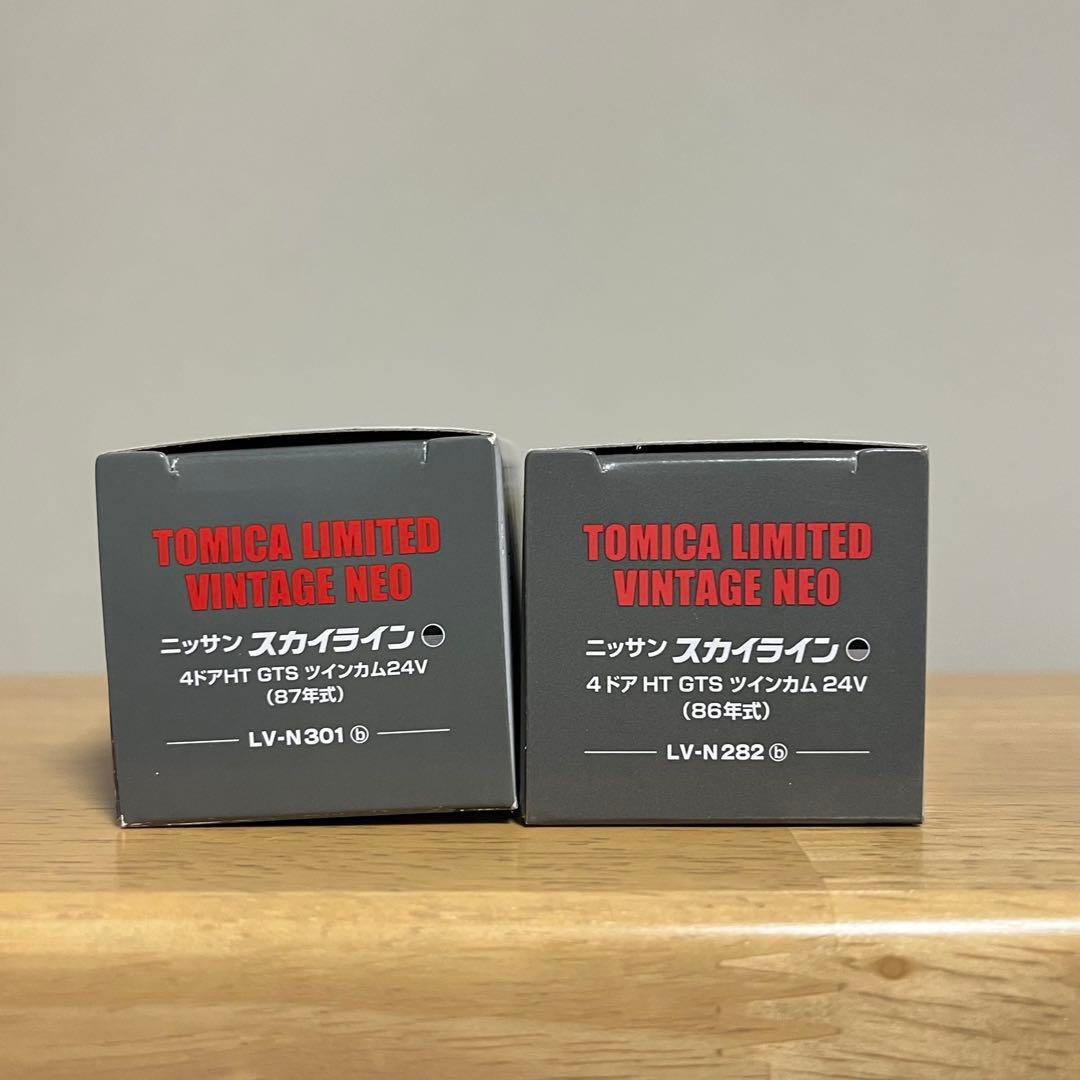 TOMICA LIMITED
VINTAGE NEO
ニッサン スカイライン
4ドアHT GTS ツインカム24V
(87年式)
LV-N301 ⓑ
TOMICA LIMITED
VINTAGE NEO
ニッサン スカイライン
4ドア HT GTS ツインカム 24V
(86年式)
LV-N282 ⓑ